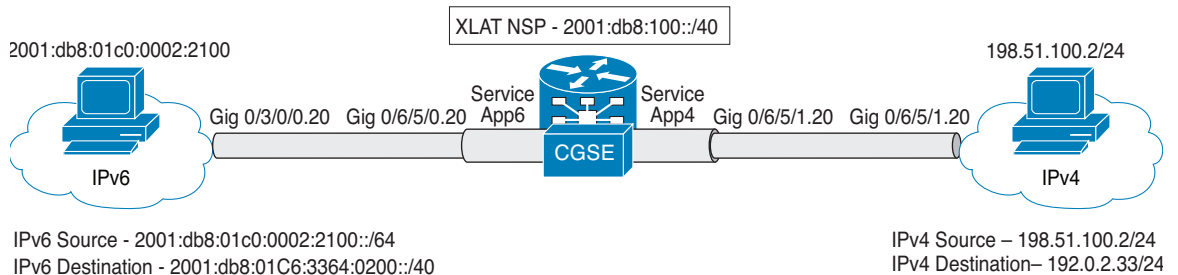 XLAT NSP - 2001:db8:100::/40
2001:db8:01c0:0002:2100
198.51.100.2/24
Gig 0/3/0/0.20 Gig 0/6/5/0.20
Service
App6
Service
App4
Gig 0/6/5/1.20 Gig 0/6/5/1.20
CGSE
IPv6
IPv4
IPv6 Source - 2001:db8:01c0:0002:2100::/64
IPv6 Destination - 2001:db8:01C6:3364:0200::/40
IPv4 Source – 198.51.100.2/24
IPv4 Destination– 192.0.2.33/24